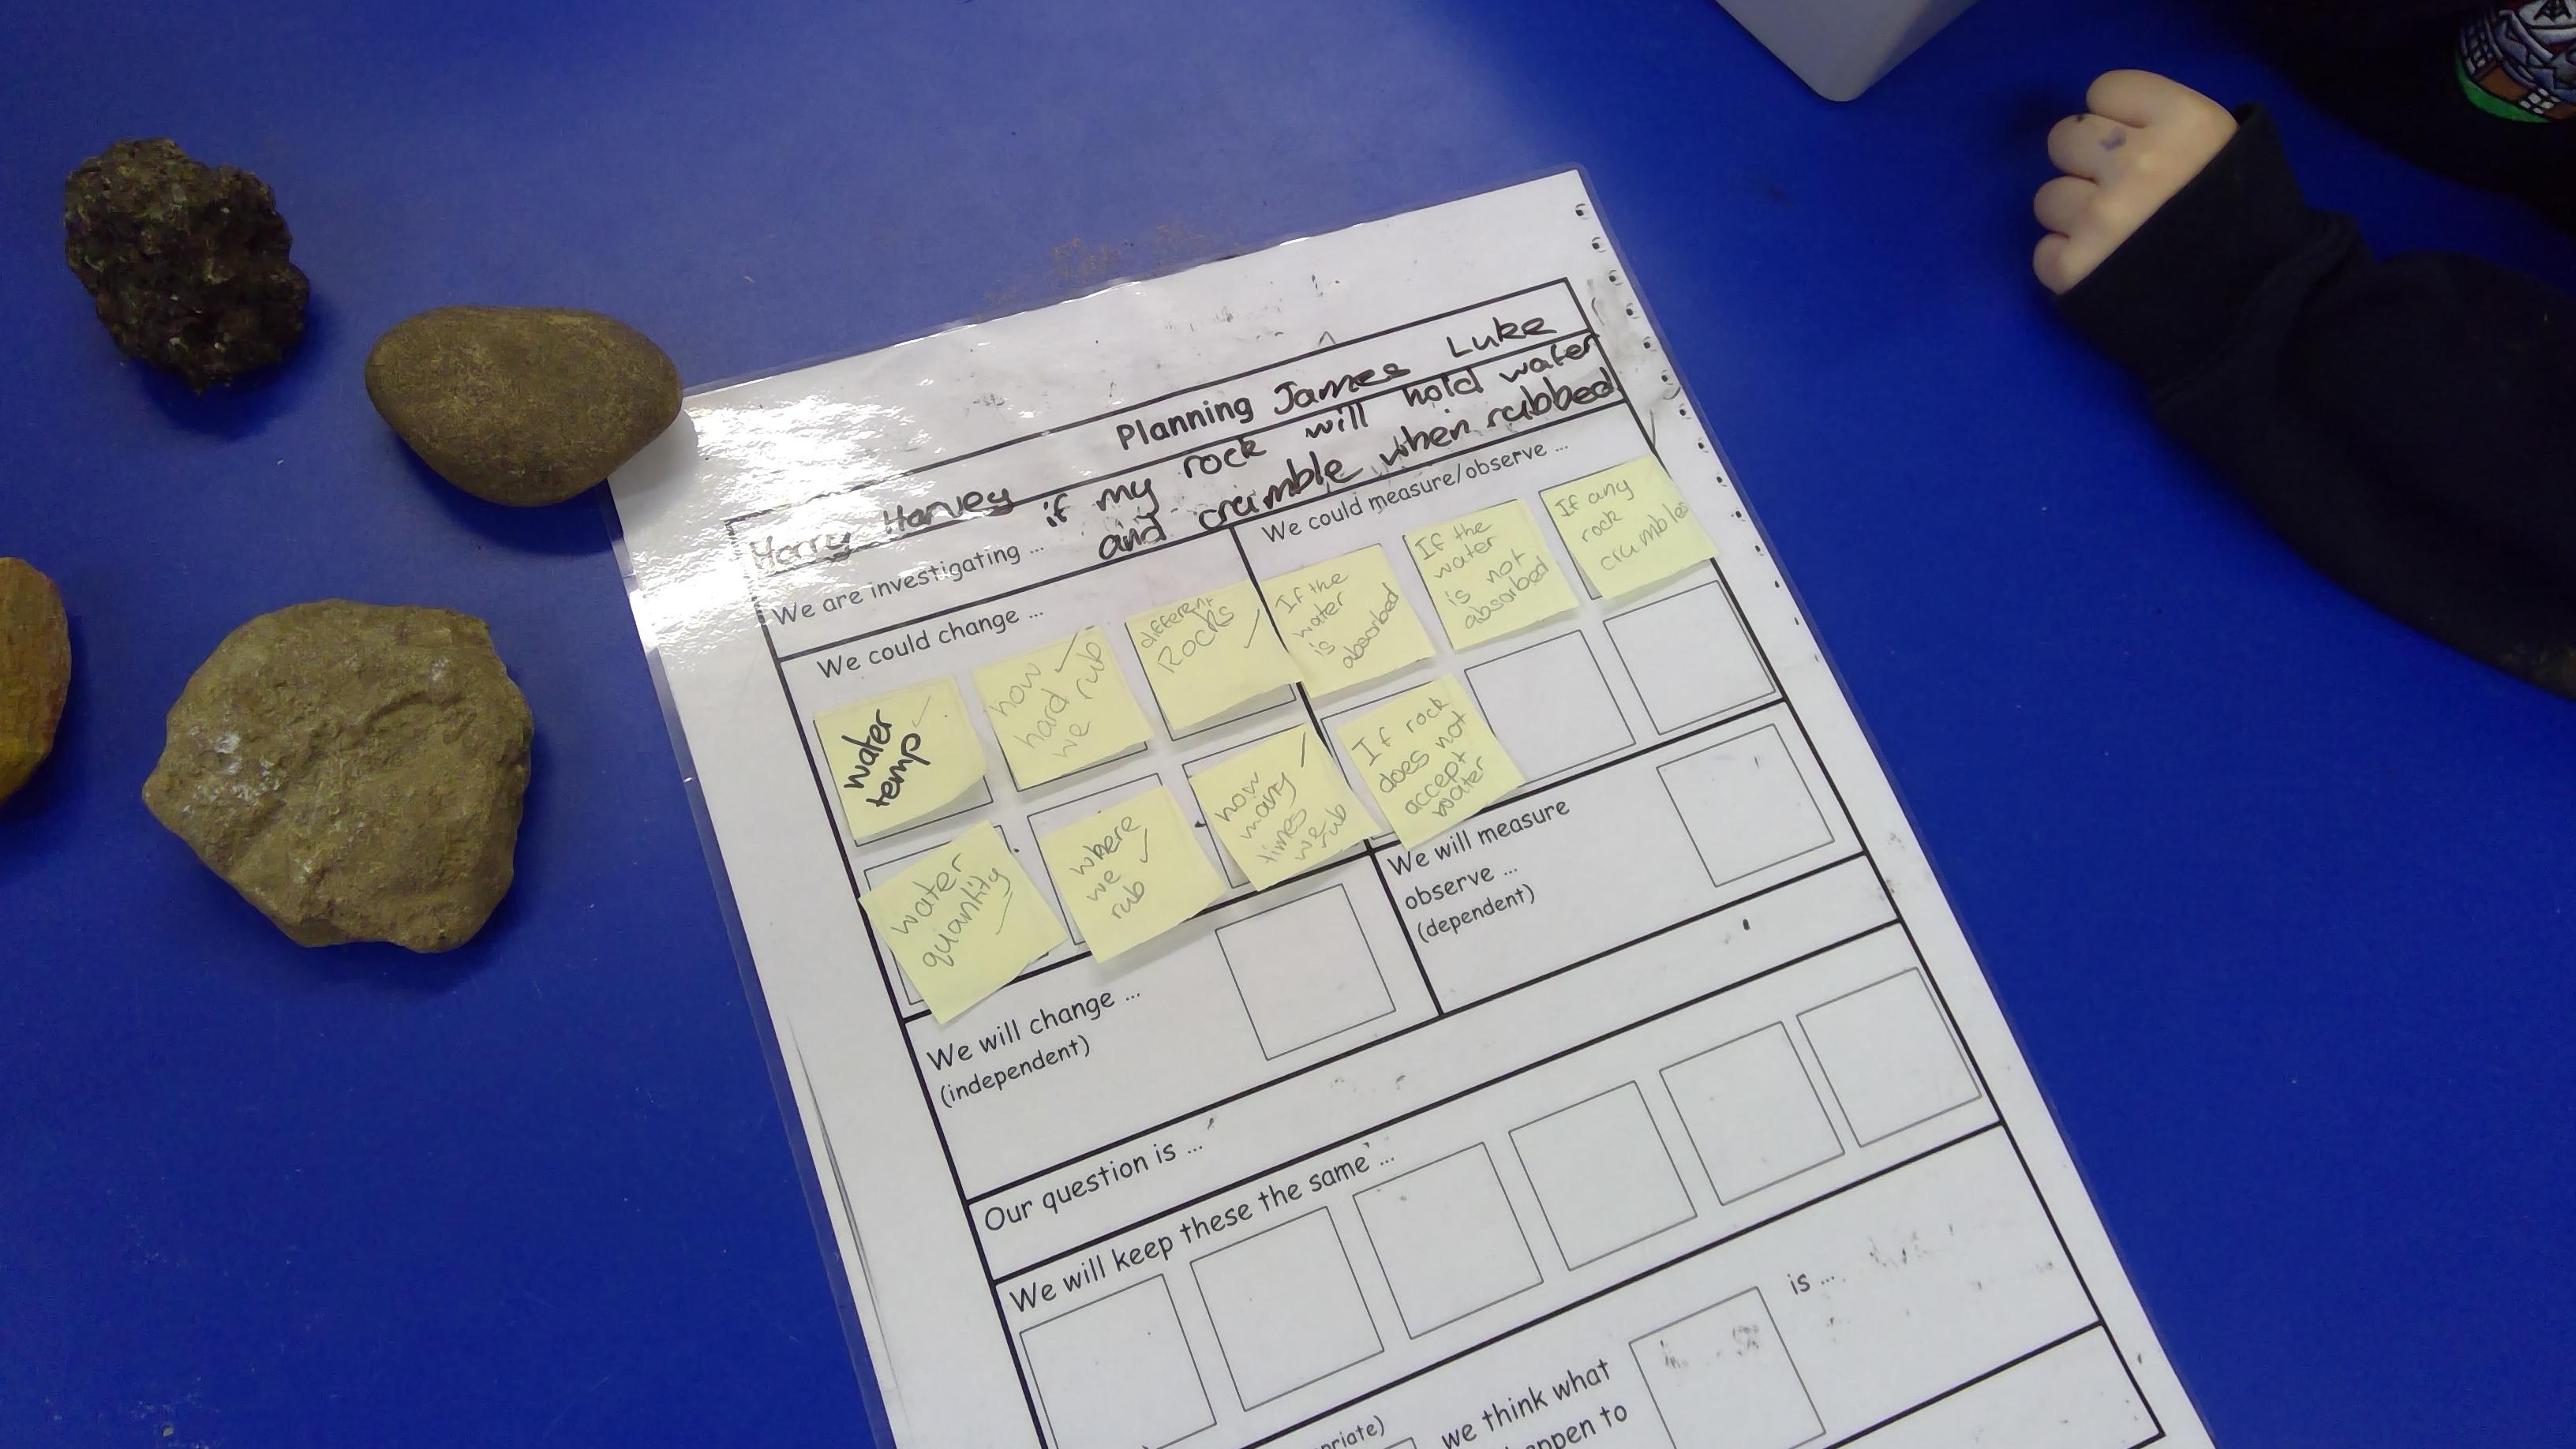 Planning James Luke
Harry Harvey
We are investigating ... if my rock will hold water
and crumble when rubbed
We could change ...
water
temp
how
hard
we rub
different
Rocks
water
quantity
where
we
rub
how
many
times
we
rub
We could measure/observe ...
If the
water
is
absorbed
If the
water
is not
absorbed
If any
rock
crumbles
If rock
does not
accept
water
We will change ...
(independent)
We will measure
observe ...
(dependent)
Our question is ...
We will keep these the same ...
we think what
is ...
to